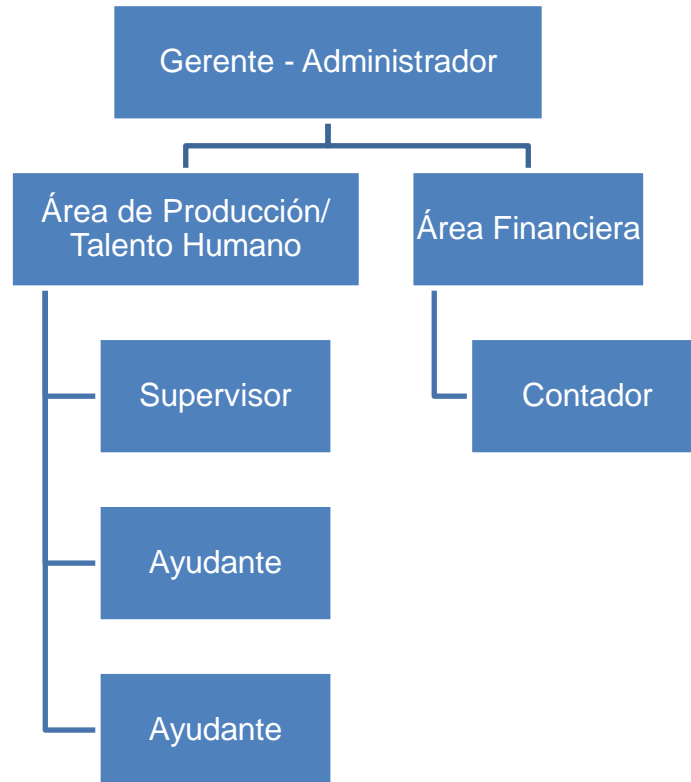 Gerente - Administrador
Área de Producción/
Talento Humano
Área Financiera
Supervisor
Contador
Ayudante
Ayudante